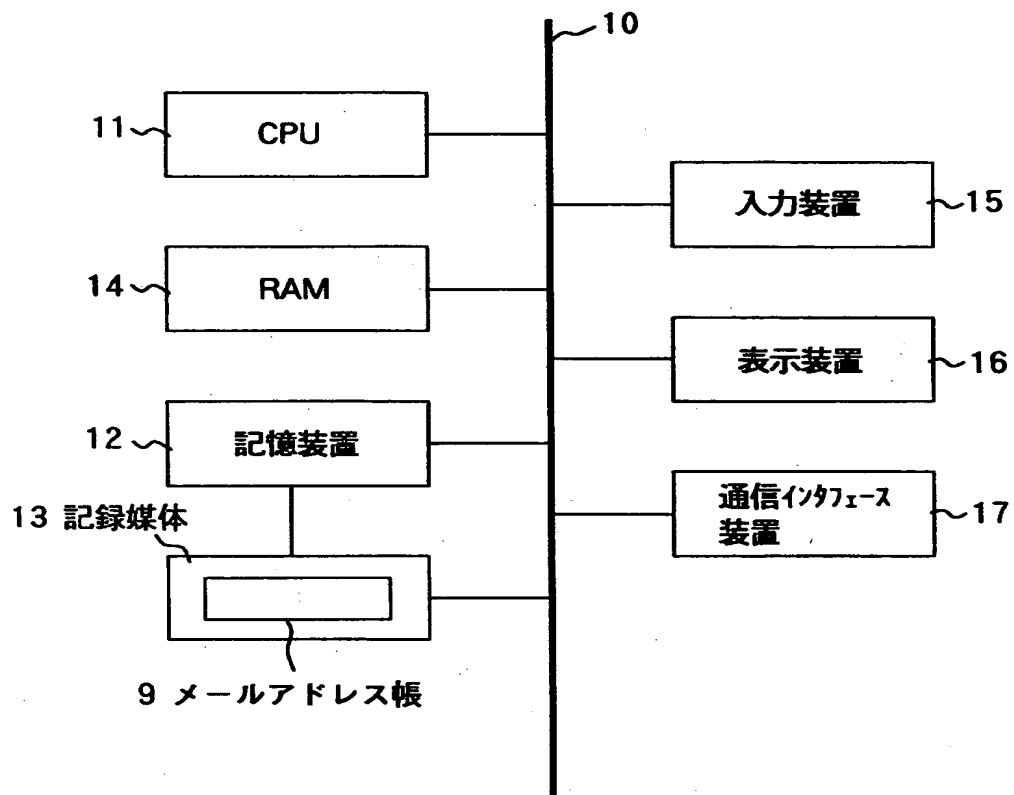 10
11
CPU
入力装置
15
14
RAM
表示装置
16
12
記憶装置
通信インタフェース
装置
17
13 記録媒体
9 メールアドレス帳